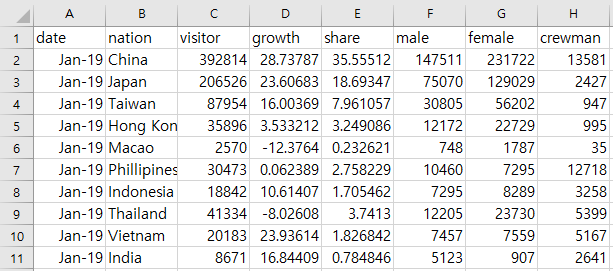 A B C D E F G H
1 date nation visitor growth share male female crewman
2 Jan-19 China 392814 28.73787 35.55512 147511 231722 13581
3 Jan-19 Japan 206526 23.60683 18.69347 75070 129029 2427
4 Jan-19 Taiwan 87954 16.00369 7.961057 30805 56202 947
5 Jan-19 Hong Kon 35896 3.533212 3.249086 12172 22729 995
6 Jan-19 Macao 2570 -12.3764 0.232621 748 1787 35
7 Jan-19 Phillipines 30473 0.062389 2.758229 10460 7295 12718
8 Jan-19 Indonesia 18842 10.61407 1.705462 7295 8289 3258
9 Jan-19 Thailand 41334 -8.02608 3.7413 12205 23730 5399
10 Jan-19 Vietnam 20183 23.93614 1.826842 7457 7559 5167
11 Jan-19 India 8671 16.84409 0.784846 5123 907 2641